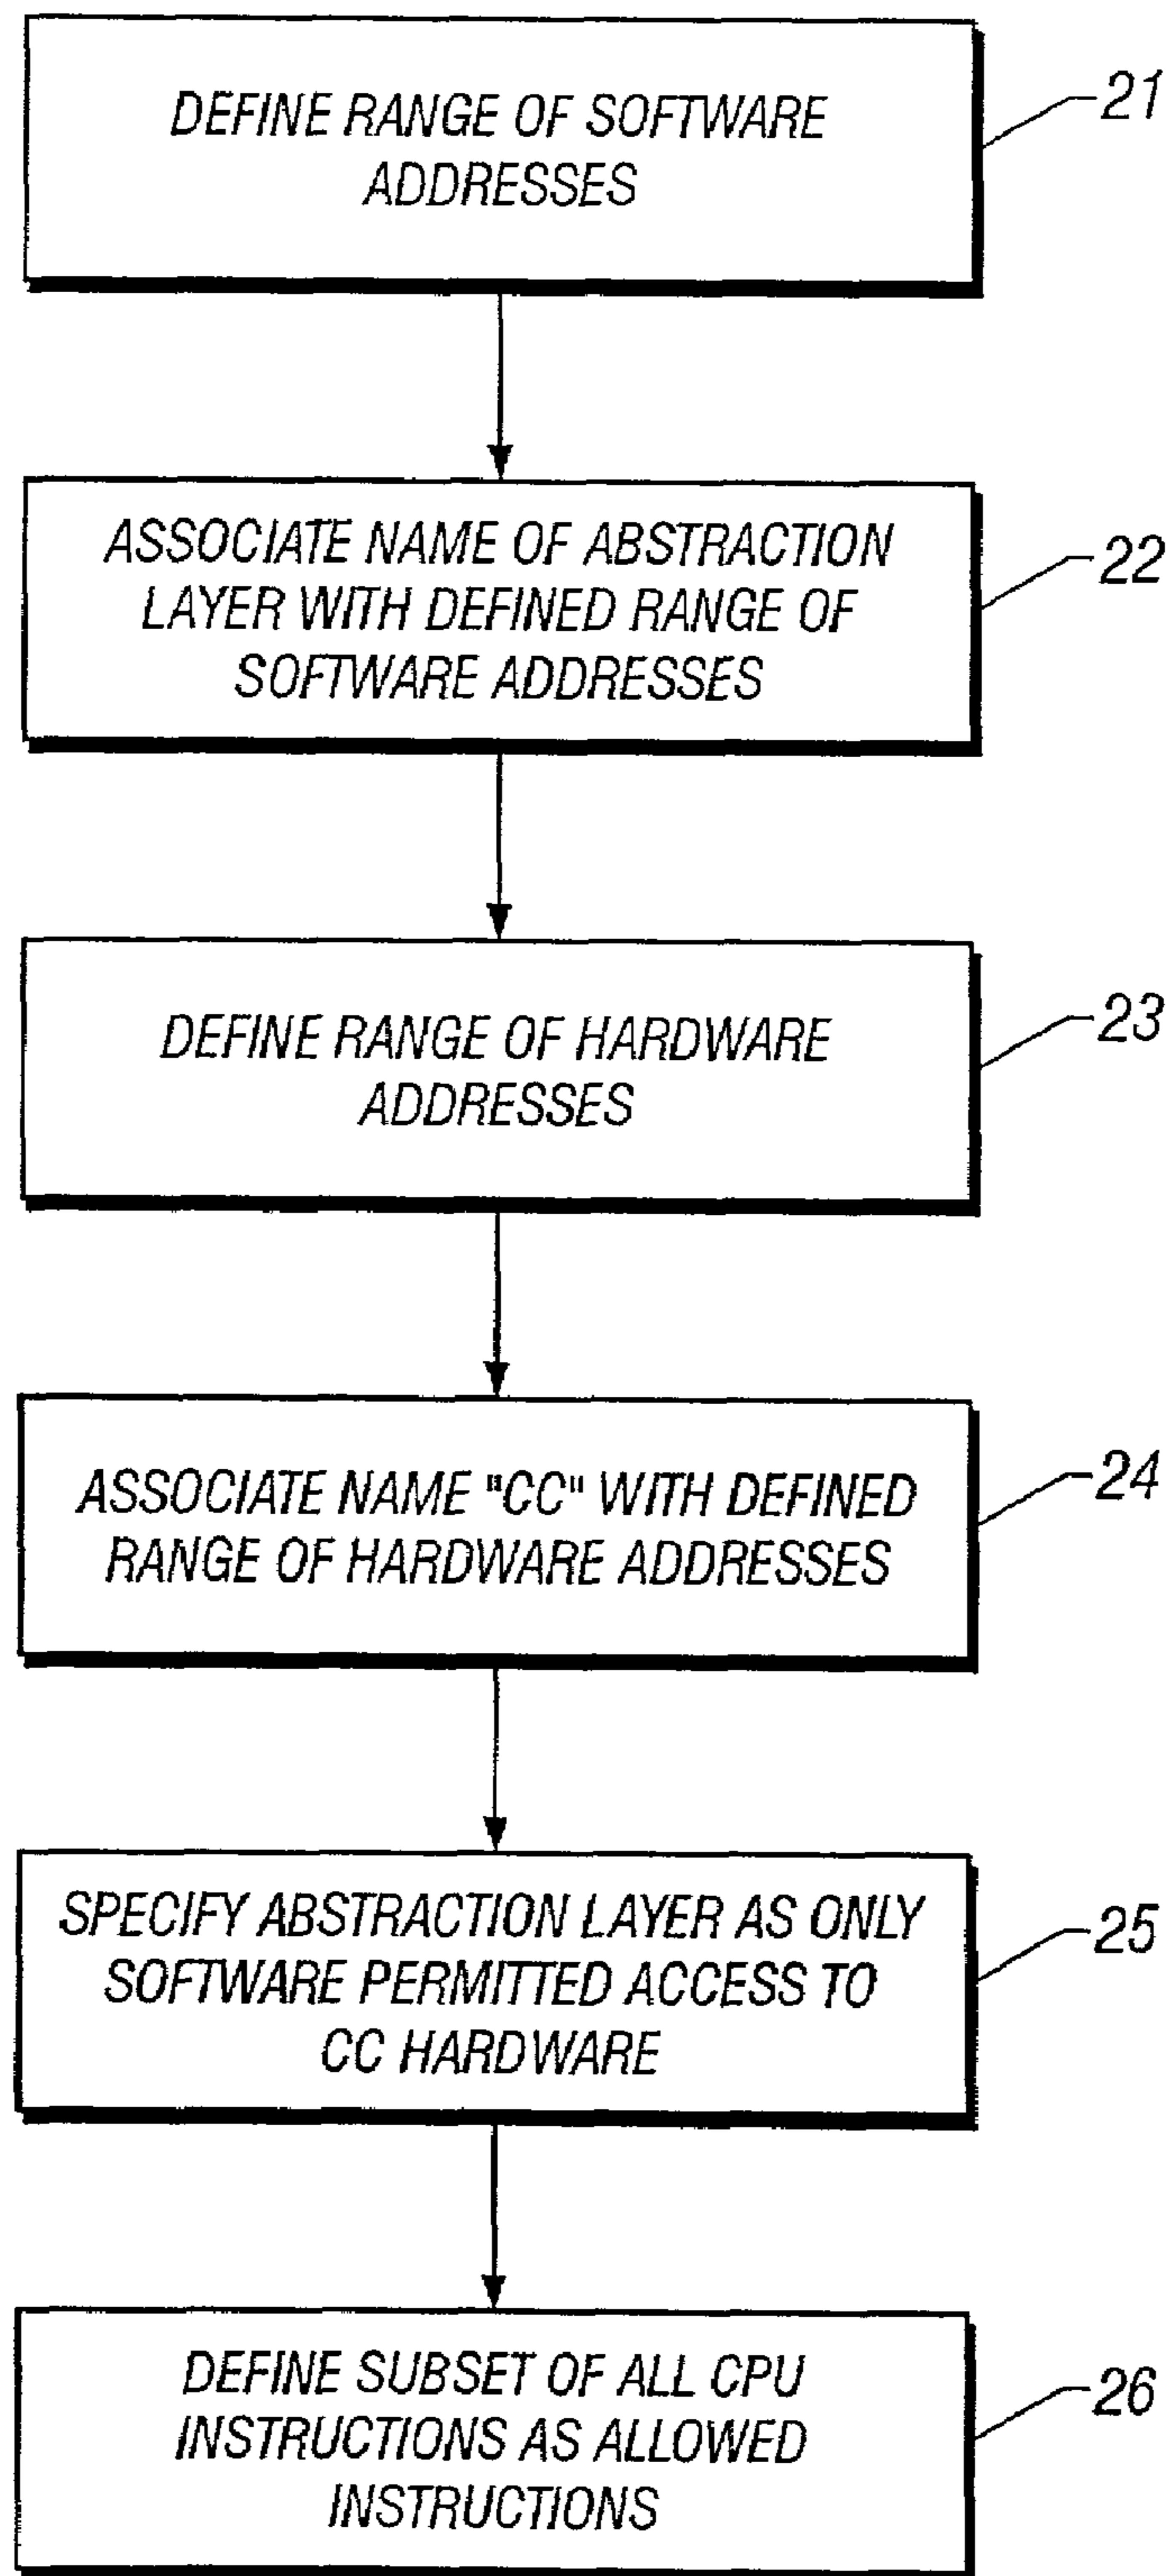 DEFINE RANGE OF SOFTWARE
ADDRESSES
21
ASSOCIATE NAME OF ABSTRACTION
LAYER WITH DEFINED RANGE OF
SOFTWARE ADDRESSES
22
DEFINE RANGE OF HARDWARE
ADDRESSES
23
ASSOCIATE NAME "CC" WITH DEFINED
RANGE OF HARDWARE ADDRESSES
24
SPECIFY ABSTRACTION LAYER AS ONLY
SOFTWARE PERMITTED ACCESS TO
CC HARDWARE
25
DEFINE SUBSET OF ALL CPU
INSTRUCTIONS AS ALLOWED
INSTRUCTIONS
26